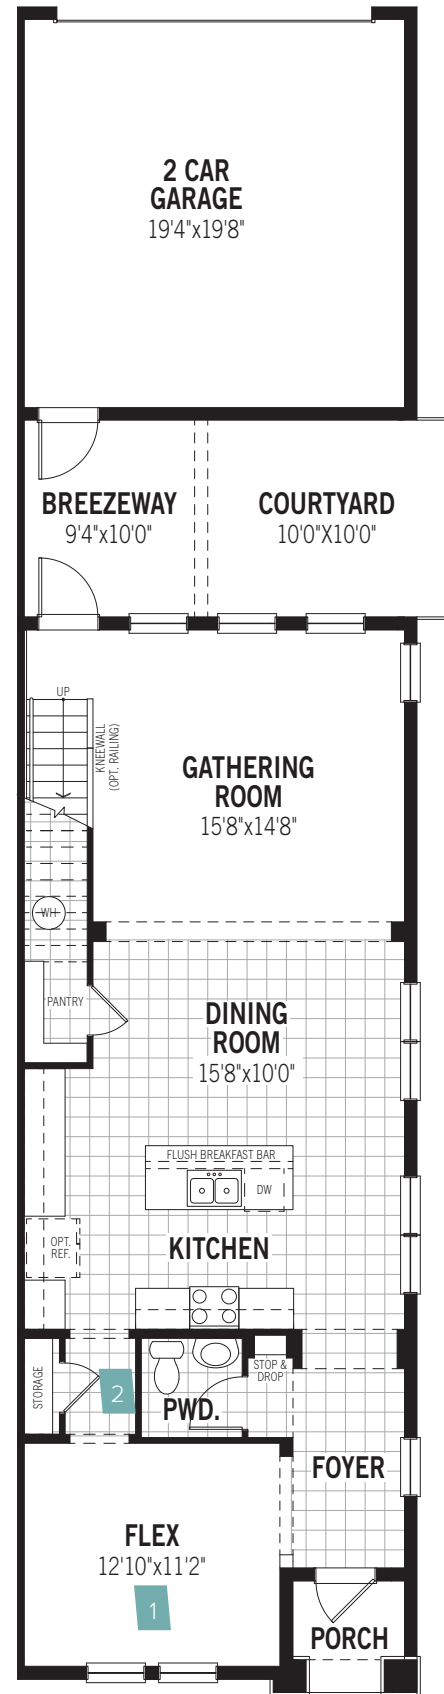 2 CAR
GARAGE
19'4"x19'8"
BREEZEWAY
9'4"x10'0"
COURTYARD
10'0"X10'0"
UP
KNEEWALL
(OPT. RAILING)
GATHERING
ROOM
15'8"x14'8"
WH
PANTRY
DINING
ROOM
15'8"x10'0"
FLUSH BREAKFAST BAR
DW
OPT.
REF.
KITCHEN
STORAGE
2
STOP &
DROP
PWD.
FOYER
FLEX
12'10"x11'2"
1
PORCH